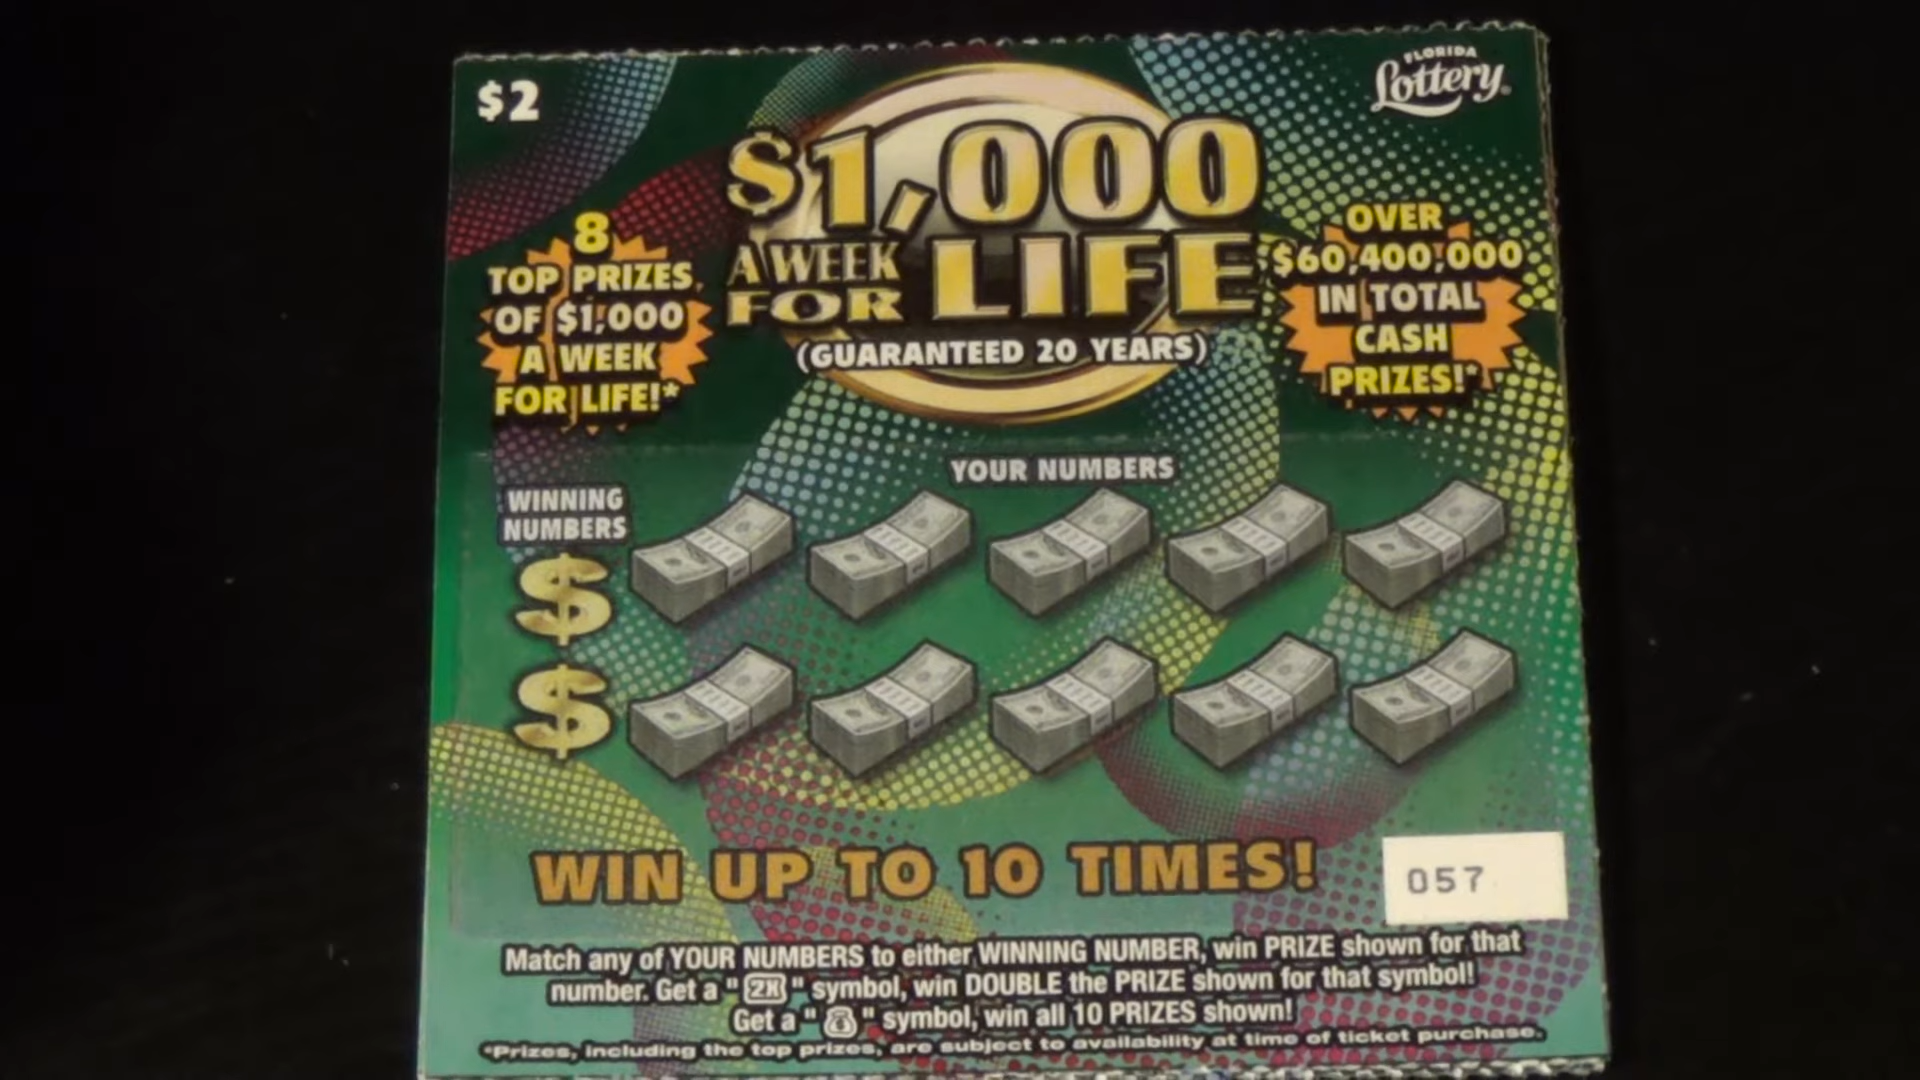 $2
FLORIDA
Lottery
$1,000
A WEEK
FOR LIFE
(GUARANTEED 20 YEARS)
8
TOP PRIZES
OF $1,000
A WEEK
FOR LIFE!*
OVER
$60,400,000
IN TOTAL
CASH
PRIZES!*
YOUR NUMBERS
WINNING
NUMBERS
$
$
WIN UP TO 10 TIMES!
057
Match any of YOUR NUMBERS to either WINNING NUMBER, win PRIZE shown for that
number. Get a "2X" symbol, win DOUBLE the PRIZE shown for that symbol!
Get a " " symbol, win all 10 PRIZES shown!
*Prizes, including the top prizes, are subject to availability at time of ticket purchase.